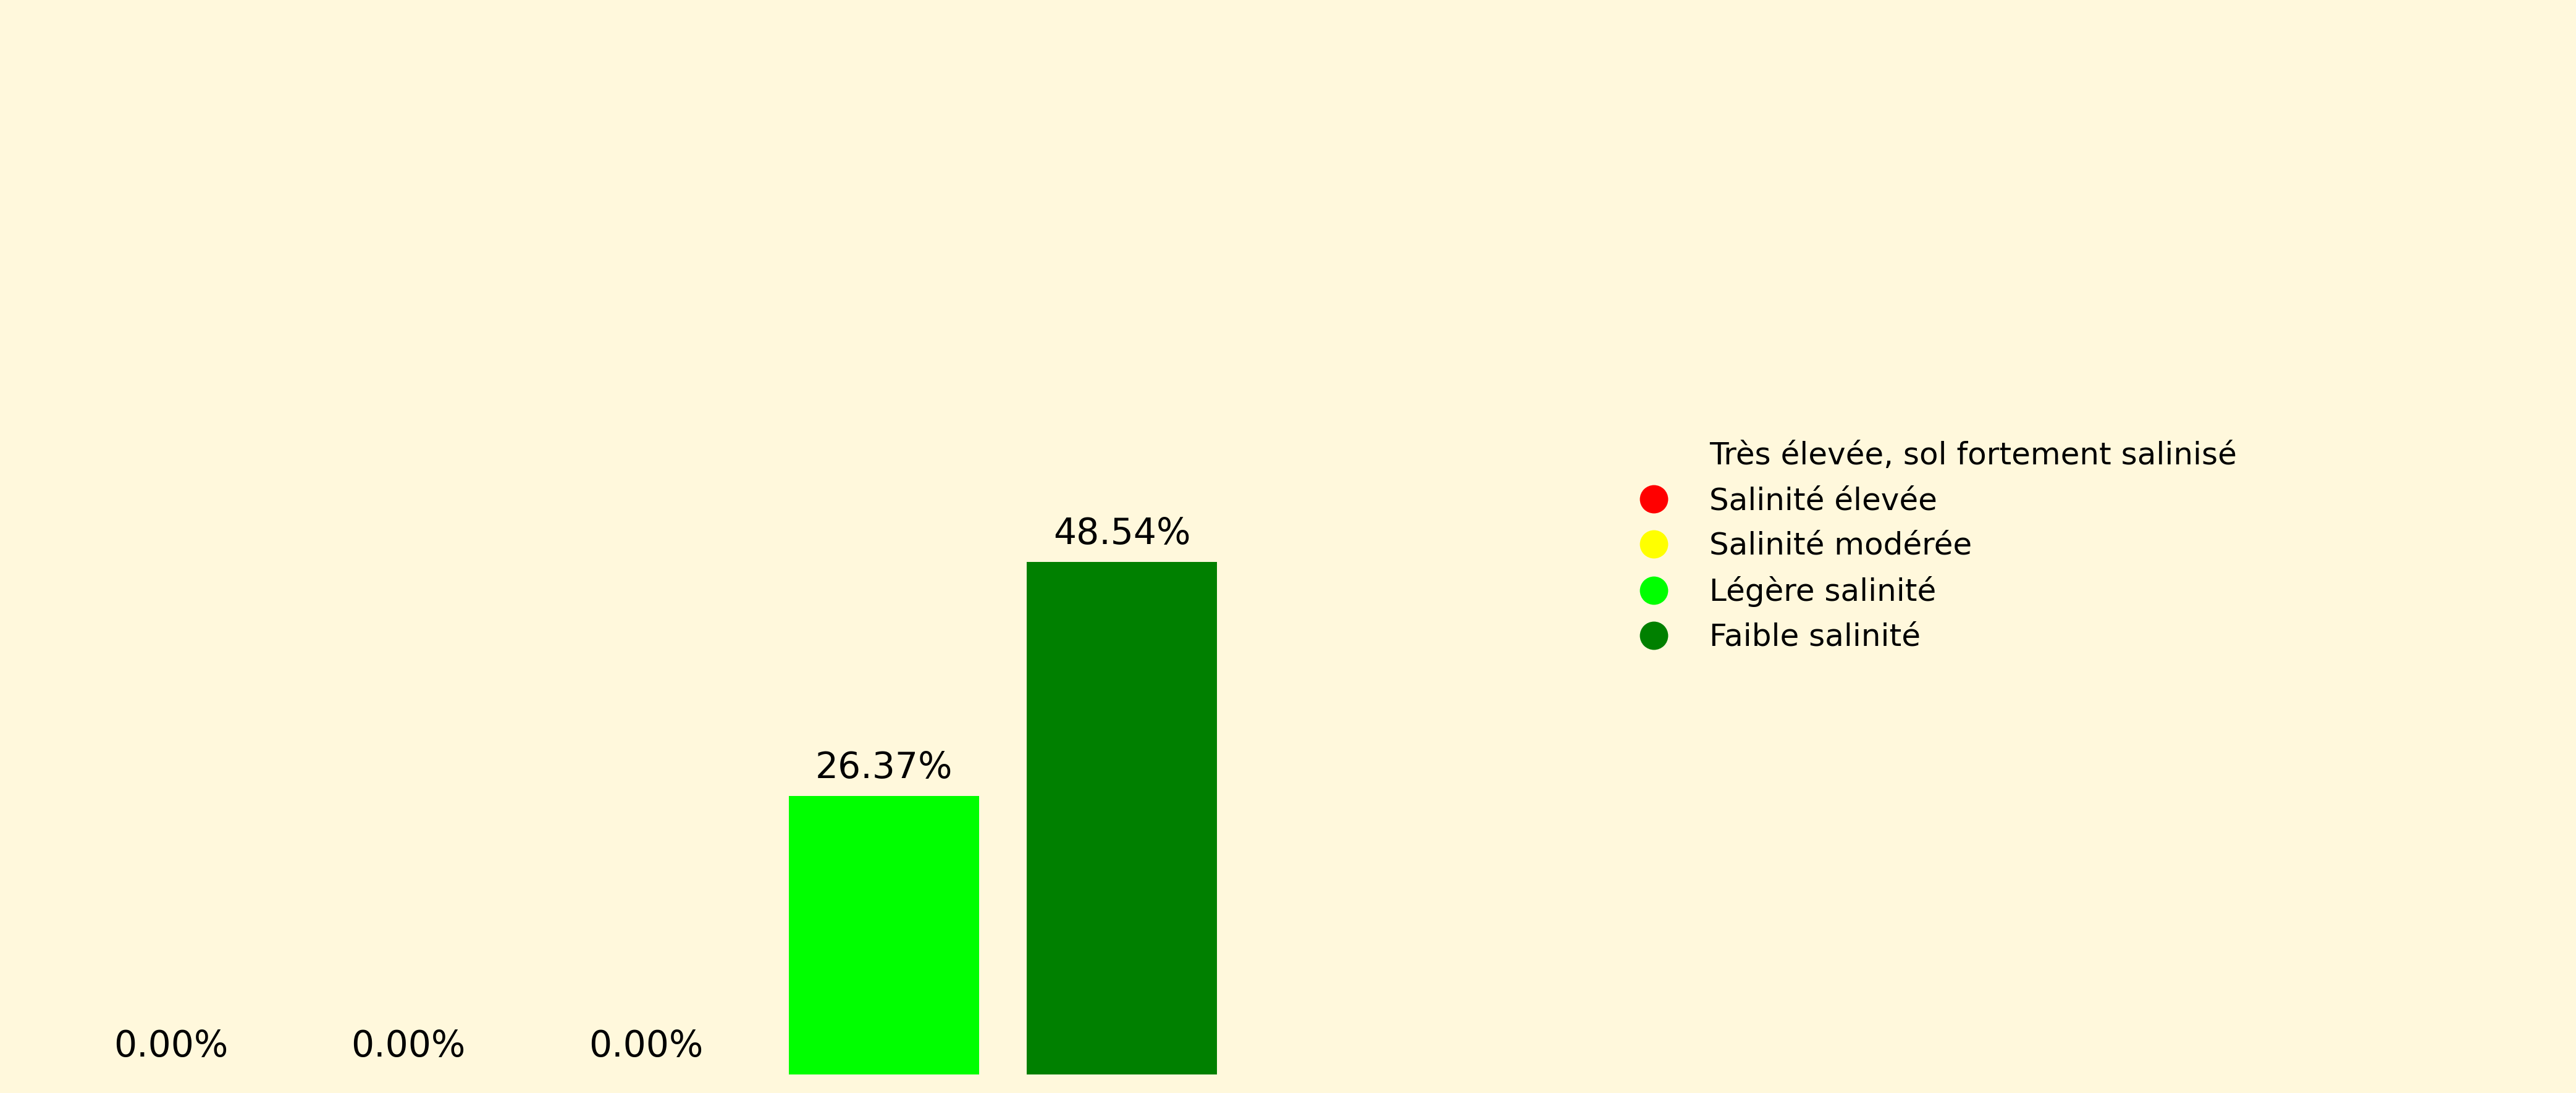 0.00%
0.00%
0.00%
26.37%
48.54%
Très élevée, sol fortement salinisé
Salinité élevée
Salinité modérée
Légère salinité
Faible salinité